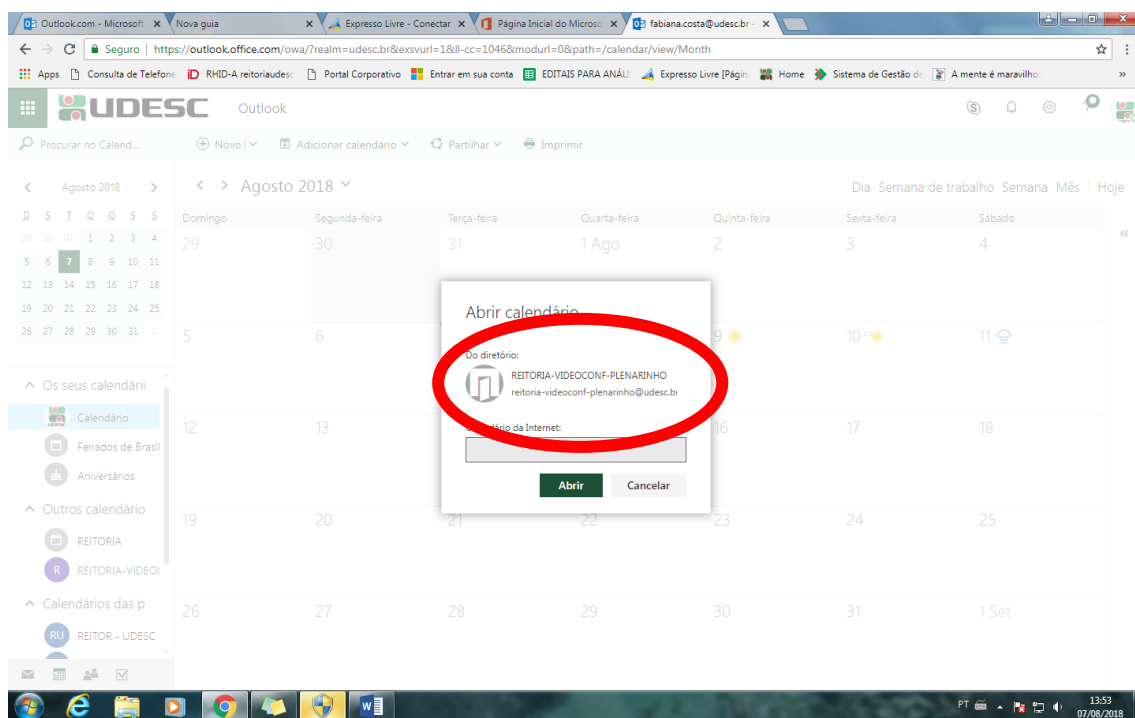 Outlook.com - Microsoft
Nova guia
Expresso Livre - Conectar
Página Inicial do Microso
fabiana.costa@udesc.br -
Seguro | https://outlook.office.com/owa/?realm=udesc.br&exsvurl=1&ll-cc=1046&modurl=0&path=/calendar/view/Month
Apps Consulta de Telefone RHID-A reitoriaudesc Portal Corporativo Entrar em sua conta EDITAIS PARA ANÁLI Expresso Livre [Págin Home Sistema de Gestão de A mente é maravilhos »
UDESC Outlook
Procurar no Calend... Novo Adicionar calendário Partilhar Imprimir
Agosto 2018
Agosto 2018
Dia Semana de trabalho Semana Mês Hoje
D S T Q Q S S
29 30 31 1 2 3 4
5 6 7 8 9 10 11
12 13 14 15 16 17 18
19 20 21 22 23 24 25
26 27 28 29 30 31 1
Os seus calendáric
Calendário
Feriados de Brasil
Aniversários
Outros calendário
REITORIA
R REITORIA-VIDEO
Calendários das p
RU REITOR - UDESC
Domingo Segunda-feira Terça-feira Quarta-feira Quinta-feira Sexta-feira Sábado
29 30 31 1 Ago 2 3 4
5 6 9 10 11
12 13 16 17 18
19 20 21 22 23 24 25
26 27 28 29 30 31 1 Set
Abrir calendário
Do diretório:
REITORIA-VIDEOCONF-PLENARINHO
reitoria-videoconf-plenarinho@udesc.br
da Internet:
Abrir Cancelar
PT 13:53
07/08/2018